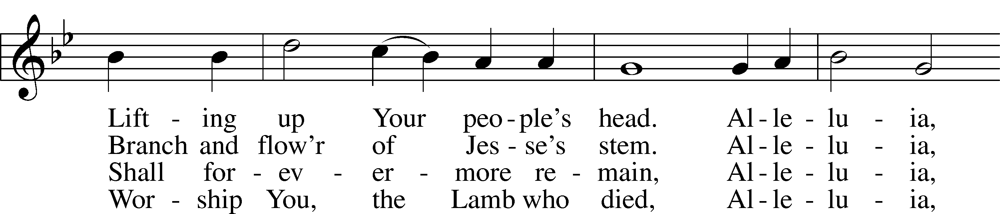 Lift - ing up Your peo - ple’s head. Al - le - lu - ia,
Branch and flow’r of Jes - se’s stem. Al - le - lu - ia,
Shall for - ev - er - more re - main, Al - le - lu - ia,
Wor - ship You, the Lamb who died, Al - le - lu - ia,